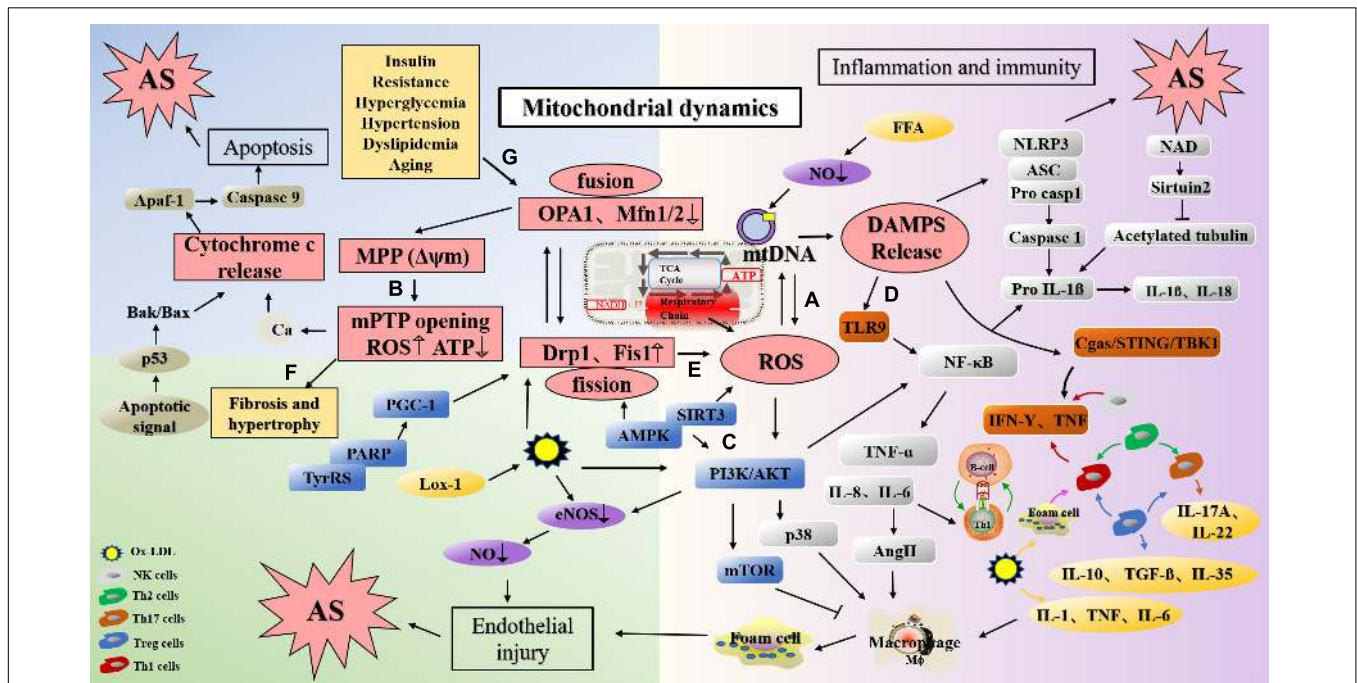 AS
Insulin
Resistance
Hyperglycemia
Hypertension
Dyslipidemia
Aging
Mitochondrial dynamics
Inflammation and immunity
AS
Apoptosis
Apaf-1
Caspase 9
Cytochrome c
release
Bak/Bax
Ca
p53
Apoptotic
signal
G
fusion
OPA1、Mfn1/2↓
MPP (Δψm)
B
mPTP opening
ROS↑ ATP↓
F
Fibrosis and
hypertrophy
FFA
NO↓
mtDNA
TCA
Cycle
ATP
NADH
Respiratory
Chain
A
DAMPS
Release
D
TLR9
NF-κB
NLRP3
ASC
Pro casp1
Caspase 1
Pro IL-1ß
IL-1ß、IL-18
NAD
Sirtuin2
Acetylated tubulin
Cgas/STING/TBK1
IFN-Y、TNF
Drp1、Fis1↑
fission
E
ROS
PGC-1
PARP
TyrRS
Lox-1
SIRT3
AMPK
C
PI3K/AKT
eNOS↓
NO↓
mTOR
p38
TNF-α
IL-8、IL-6
AngII
B-cell
Th1
Foam cell
IL-17A、
IL-22
IL-10、TGF-ß、IL-35
IL-1、TNF、IL-6
Macrophage
Mϕ
Foam cell
Endothelial
injury
AS
Ox-LDL
NK cells
Th2 cells
Th17 cells
Treg cells
Th1 cells